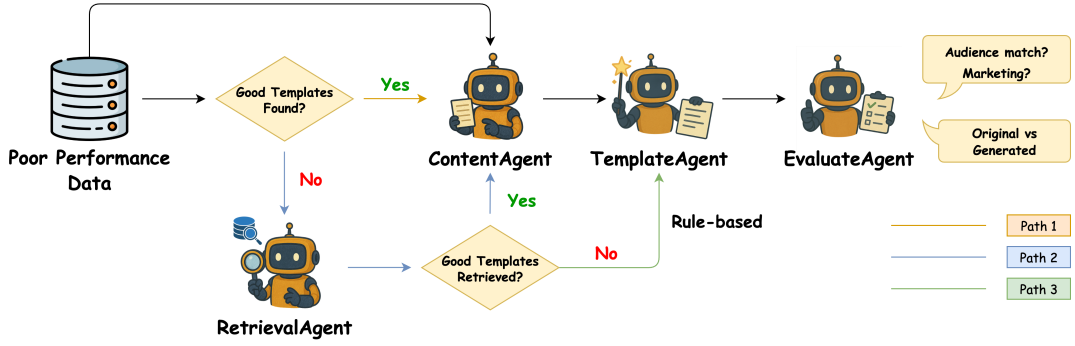 Poor Performance
Data
Good Templates
Found?
Yes
No
ContentAgent
TemplateAgent
EvaluateAgent
Audience match?
Marketing?
Original vs
Generated
RetrievalAgent
Good Templates
Retrieved?
Yes
No
Rule-based
Path 1
Path 2
Path 3